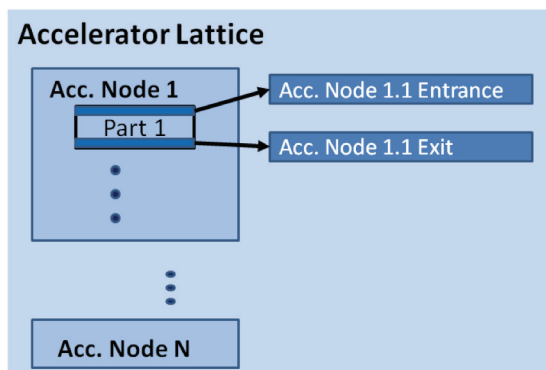 Accelerator Lattice
Acc. Node 1
Acc. Node 1.1 Entrance
Part 1
Acc. Node 1.1 Exit
Acc. Node N